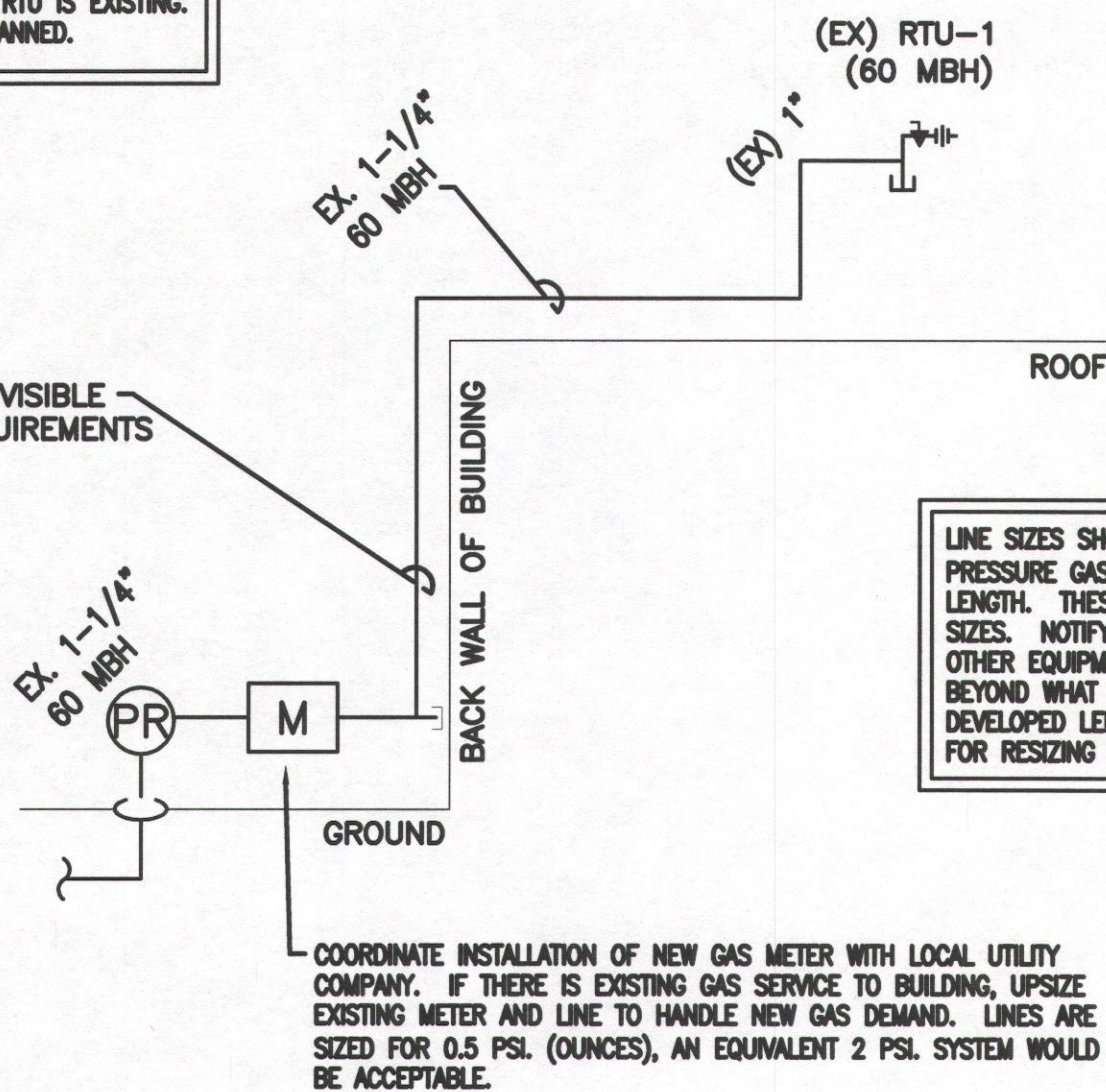 RTU IS EXISTING.
ANNED.
(EX) RTU-1
(60 MBH)
EX. 1-1/4"
60 MBH
(EX) 1"
VISIBLE
UIREMENTS
BACK WALL OF BUILDING
ROOF
EX. 1-1/4"
60 MBH
PR
M
GROUND
LINE SIZES SH
PRESSURE GAS
LENGTH. THES
SIZES. NOTIFY
OTHER EQUIPM
BEYOND WHAT
DEVELOPED LE
FOR RESIZING
COORDINATE INSTALLATION OF NEW GAS METER WITH LOCAL UTILITY
COMPANY. IF THERE IS EXISTING GAS SERVICE TO BUILDING, UPSIZE
EXISTING METER AND LINE TO HANDLE NEW GAS DEMAND. LINES ARE
SIZED FOR 0.5 PSI. (OUNCES), AN EQUIVALENT 2 PSI. SYSTEM WOULD
BE ACCEPTABLE.